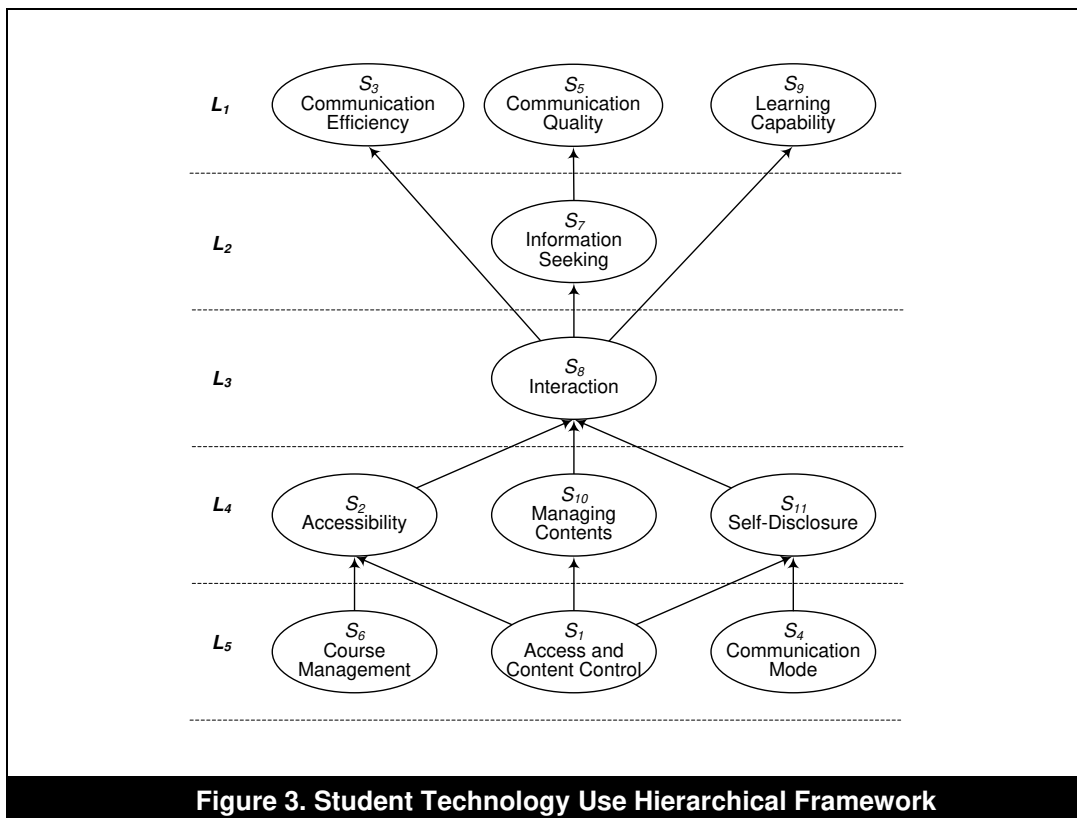 L1
S3
Communication
Efficiency
S5
Communication
Quality
S9
Learning
Capability
L2
S7
Information
Seeking
L3
S8
Interaction
L4
S2
Accessibility
S10
Managing
Contents
S11
Self-Disclosure
L5
S6
Course
Management
S1
Access and
Content Control
S4
Communication
Mode
Figure 3. Student Technology Use Hierarchical Framework